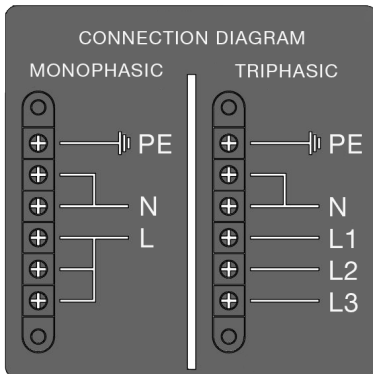 CONNECTION DIAGRAM
MONOPHASIC
PE
N
L
TRIPHASIC
PE
N
L1
L2
L3